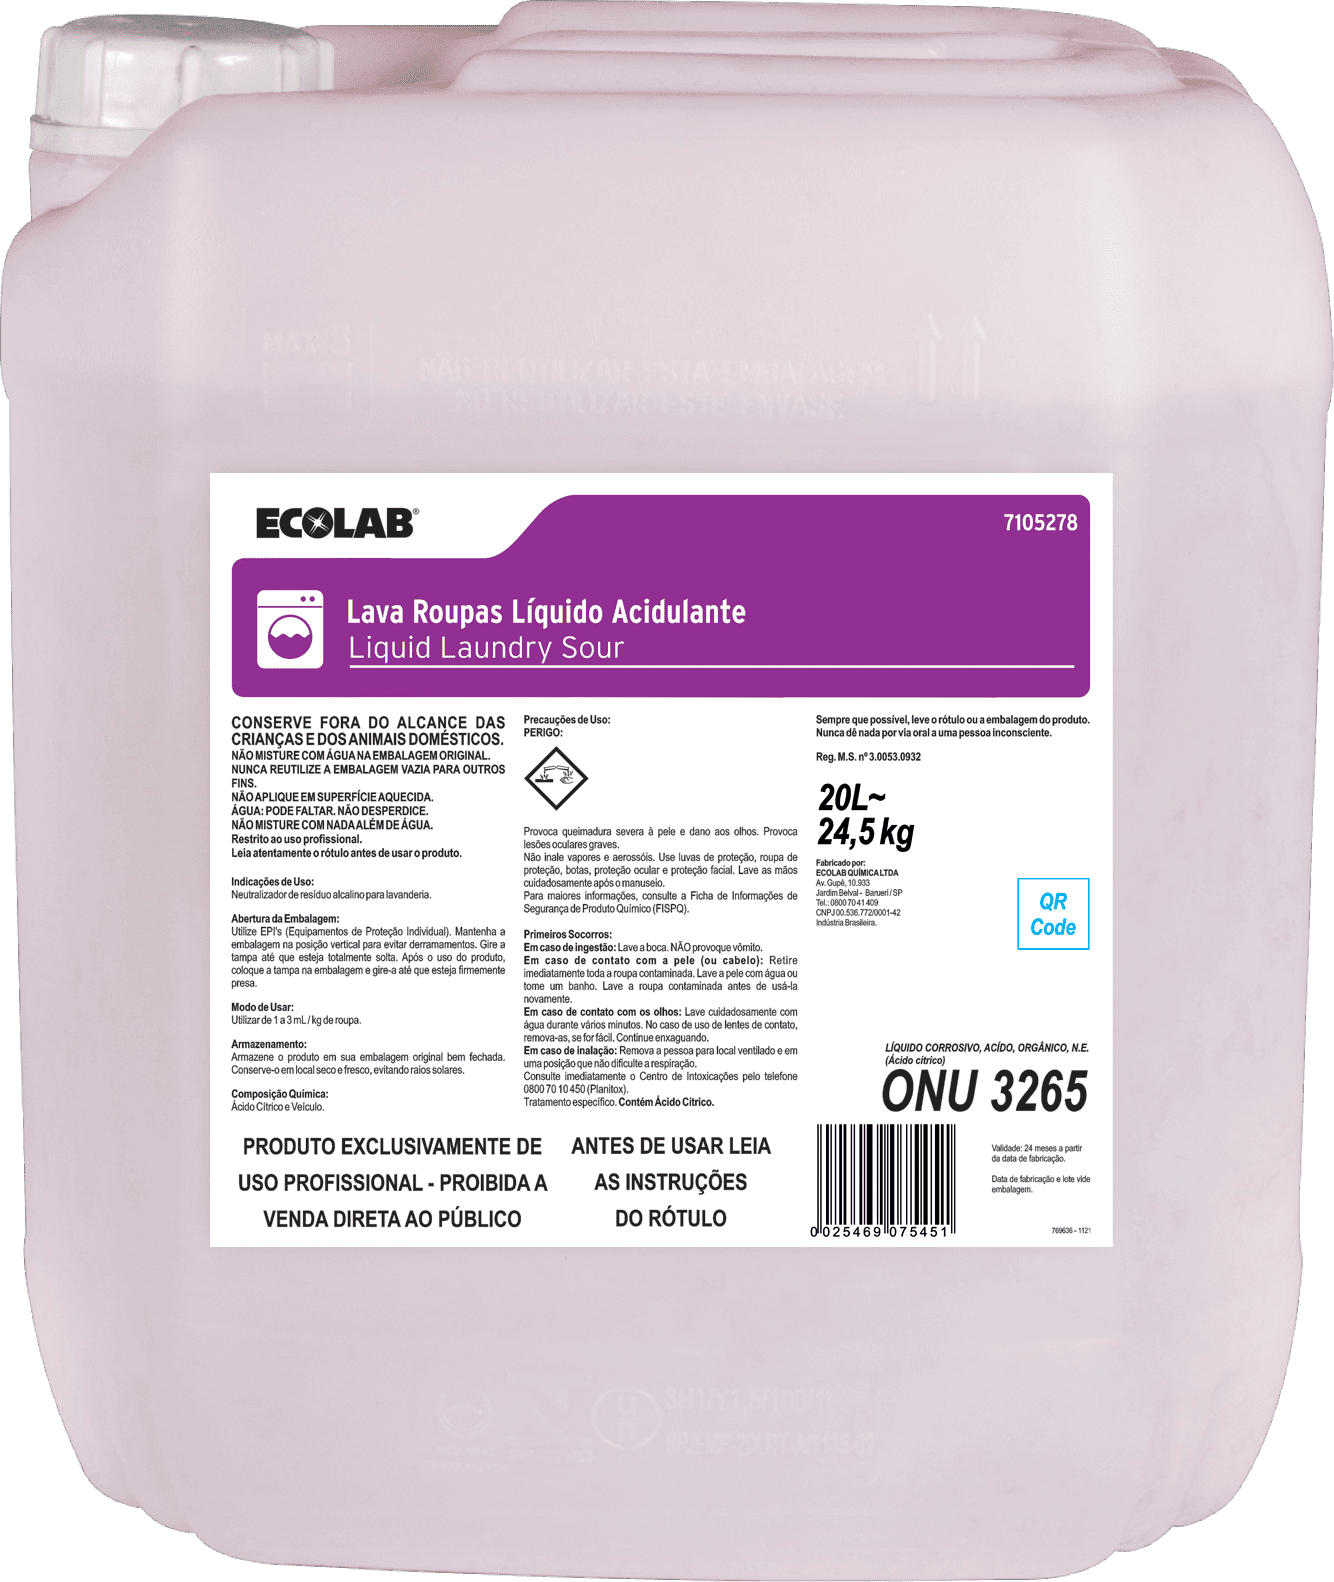 MAX
NÃO REUTILIZAR ESTA EMBALAGEM
NO REUTILIZAR ESTE ENVASE
ECOLAB®
7105278
Lava Roupas Líquido Acidulante
Liquid Laundry Sour
CONSERVE FORA DO ALCANCE DAS
CRIANÇAS E DOS ANIMAIS DOMÉSTICOS.
NÃO MISTURE COM ÁGUA NA EMBALAGEM ORIGINAL.
NUNCA REUTILIZE A EMBALAGEM VAZIA PARA OUTROS
FINS.
NÃO APLIQUE EM SUPERFÍCIE AQUECIDA.
ÁGUA: PODE FALTAR. NÃO DESPERDICE.
NÃO MISTURE COM NADA ALÉM DE ÁGUA.
Restrito ao uso profissional.
Leia atentamente o rótulo antes de usar o produto.
Indicações de Uso:
Neutralizador de resíduo alcalino para lavanderia.
Abertura da Embalagem:
Utilize EPI's (Equipamentos de Proteção Individual). Mantenha a
embalagem na posição vertical para evitar derramamentos. Gire a
tampa até que esteja totalmente solta. Após o uso do produto,
coloque a tampa na embalagem e gire-a até que esteja firmemente
presa.
Modo de Usar:
Utilizar de 1 a 3 mL / kg de roupa.
Armazenamento:
Armazene o produto em sua embalagem original bem fechada.
Conserve-o em local seco e fresco, evitando raios solares.
Composição Química:
Ácido Cítrico e Veículo.
Precauções de Uso:
PERIGO:
Provoca queimadura severa à pele e dano aos olhos. Provoca
lesões oculares graves.
Não inale vapores e aerossóis. Use luvas de proteção, roupa de
proteção, botas, proteção ocular e proteção facial. Lave as mãos
cuidadosamente após o manuseio.
Para maiores informações, consulte a Ficha de Informações de
Segurança de Produto Químico (FISPQ).
Primeiros Socorros:
Em caso de ingestão: Lave a boca. NÃO provoque vômito.
Em caso de contato com a pele (ou cabelo): Retire
imediatamente toda a roupa contaminada. Lave a pele com água ou
tome um banho. Lave a roupa contaminada antes de usá-la
novamente.
Em caso de contato com os olhos: Lave cuidadosamente com
água durante vários minutos. No caso de uso de lentes de contato,
remova-as, se for fácil. Continue enxaguando.
Em caso de inalação: Remova a pessoa para local ventilado e em
uma posição que não dificulte a respiração.
Consulte imediatamente o Centro de Intoxicações pelo telefone
0800 70 10 450 (Planitox).
Tratamento específico. Contém Ácido Cítrico.
Sempre que possível, leve o rótulo ou a embalagem do produto.
Nunca dê nada por via oral a uma pessoa inconsciente.
Reg. M.S. nº 3.0053.0932
20L~
24,5 kg
Fabricado por:
ECOLAB QUÍMICA LTDA
Av. Gupê, 10.933
Jardim Belval - Barueri / SP
Tel.: 0800 70 41 409
CNPJ 00.536.772/0001-42
Indústria Brasileira.
QR
Code
LÍQUIDO CORROSIVO, ACÍDO, ORGÂNICO, N.E.
(Ácido cítrico)
ONU 3265
PRODUTO EXCLUSIVAMENTE DE
USO PROFISSIONAL - PROIBIDA A
VENDA DIRETA AO PÚBLICO
ANTES DE USAR LEIA
AS INSTRUÇÕES
DO RÓTULO
0 025469 075451
Validade: 24 meses a partir
da data de fabricação.
Data de fabricação e lote vide
embalagem.
769636 - 1121
un
3H1/Y1,5/100/11